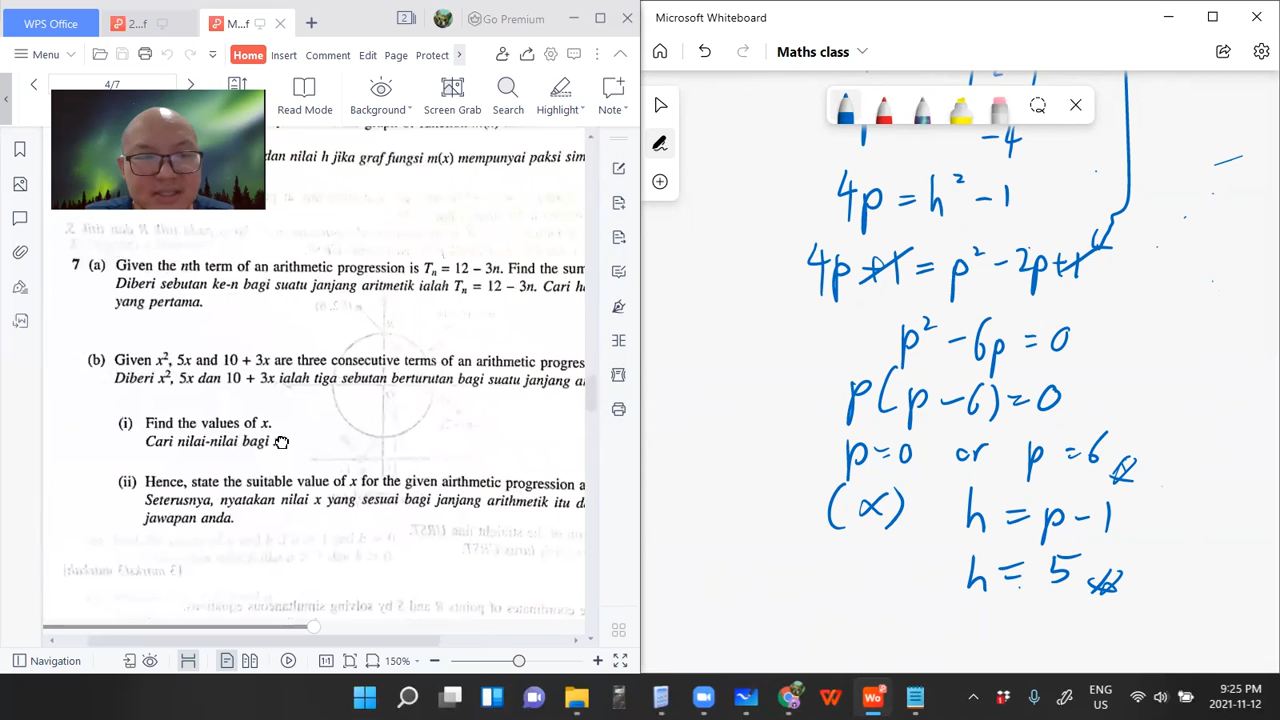 WPS Office
2...f
M...f
2
Go Premium
Menu
Home
Insert
Comment
Edit
Page
Protect
4/7
Read Mode
Background
Screen Grab
Search
Highlight
Note
dan nilai h jika graf fungsi m(x) mempunyai paksi sim
7 (a) Given the nth term of an arithmetic progression is Tn = 12 – 3n. Find the sum
Diberi sebutan ke-n bagi suatu janjang aritmetik ialah Tn = 12 – 3n. Cari h
yang pertama.
(b) Given x², 5x and 10 + 3x are three consecutive terms of an arithmetic progres
Diberi x², 5x dan 10 + 3x ialah tiga sebutan berturutan bagi suatu janjang a
(i) Find the values of x.
Cari nilai-nilai bagi
(ii) Hence, state the suitable value of x for the given airthmetic progression a
Seterusnya, nyatakan nilai x yang sesuai bagi janjang arithmetik itu d
jawapan anda.
Navigation
150%
Microsoft Whiteboard
Maths class
-4
4p = h² - 1
4p + 1 = p² - 2p + 1
p² - 6p = 0
p(p - 6) = 0
p = 0 or p = 6
(∝) h = p - 1
h = 5
ENG
US
9:25 PM
2021-11-12